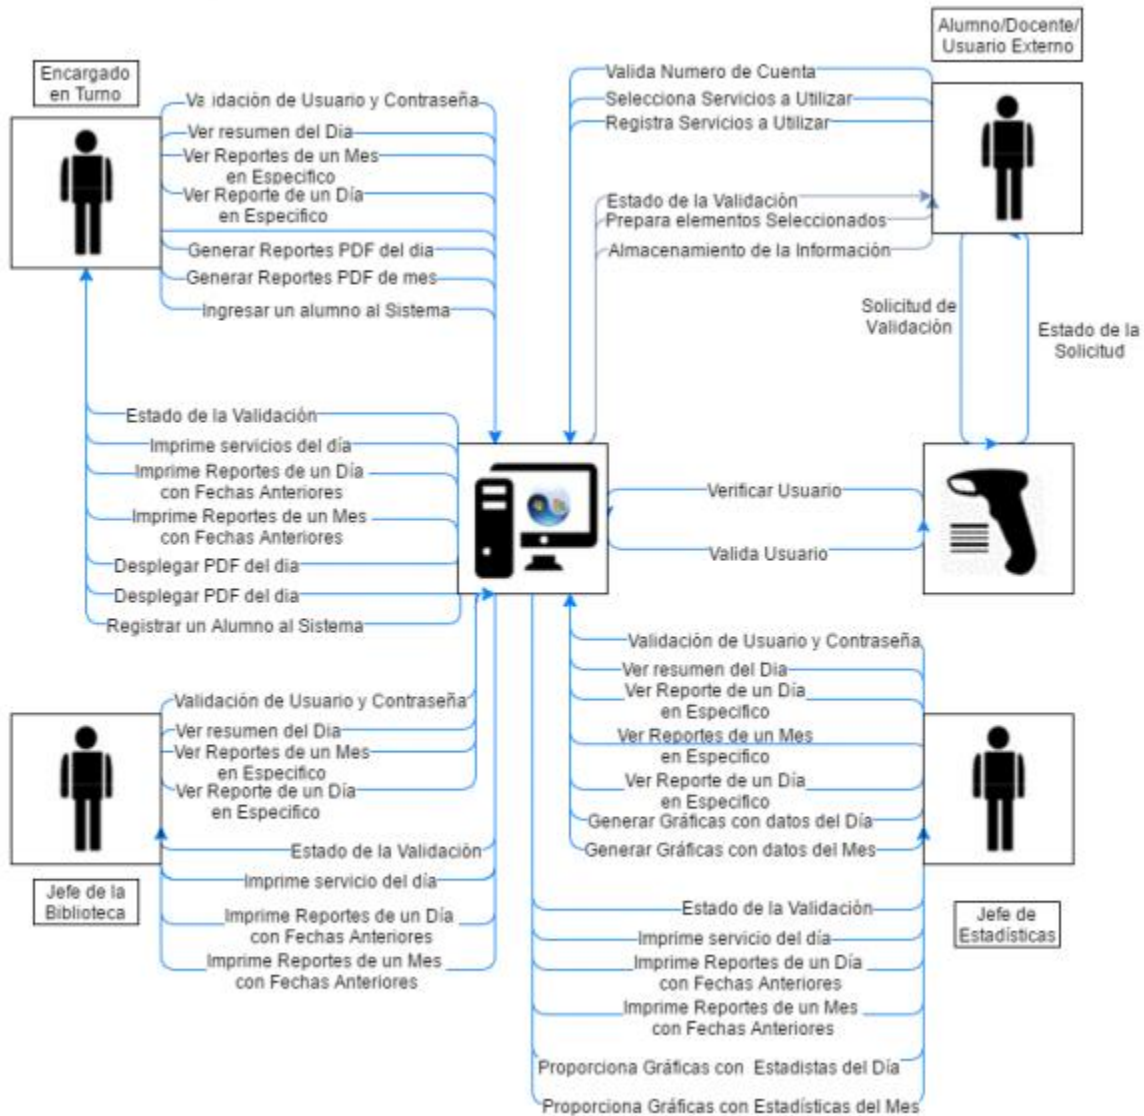 Alumno/Docente/
Usuario Externo
Encargado
en Turno
Valida Numero de Cuenta
Selecciona Servicios a Utilizar
Registra Servicios a Utilizar
Validación de Usuario y Contraseña
Ver resumen del Dia
Ver Reportes de un Mes
en Especifico
Ver Reporte de un Día
en Especifico
Generar Reportes PDF del dia
Generar Reportes PDF de mes
Ingresar un alumno al Sistema
Estado de la Validación
Prepara elementos Seleccionados
Almacenamiento de la Información
Solicitud de
Validación
Estado de la
Solicitud
Estado de la Validación
Imprime servicios del día
Imprime Reportes de un Día
con Fechas Anteriores
Imprime Reportes de un Mes
con Fechas Anteriores
Desplegar PDF del dia
Desplegar PDF del dia
Registrar un Alumno al Sistema
Verificar Usuario
Valida Usuario
Validación de Usuario y Contraseña
Ver resumen del Dia
Ver Reportes de un Mes
en Especifico
Ver Reporte de un Día
en Especifico
Estado de la Validación
Imprime servicio del día
Imprime Reportes de un Día
con Fechas Anteriores
Imprime Reportes de un Mes
con Fechas Anteriores
Jefe de la
Biblioteca
Validación de Usuario y Contraseña
Ver resumen del Dia
Ver Reporte de un Día
en Especifico
Ver Reportes de un Mes
en Especifico
Ver Reporte de un Día
en Especifico
Generar Gráficas con datos del Día
Generar Gráficas con datos del Mes
Jefe de
Estadísticas
Estado de la Validación
Imprime servicio del día
Imprime Reportes de un Día
con Fechas Anteriores
Imprime Reportes de un Mes
con Fechas Anteriores
Proporciona Gráficas con Estadistas del Día
Proporciona Gráficas con Estadísticas del Mes